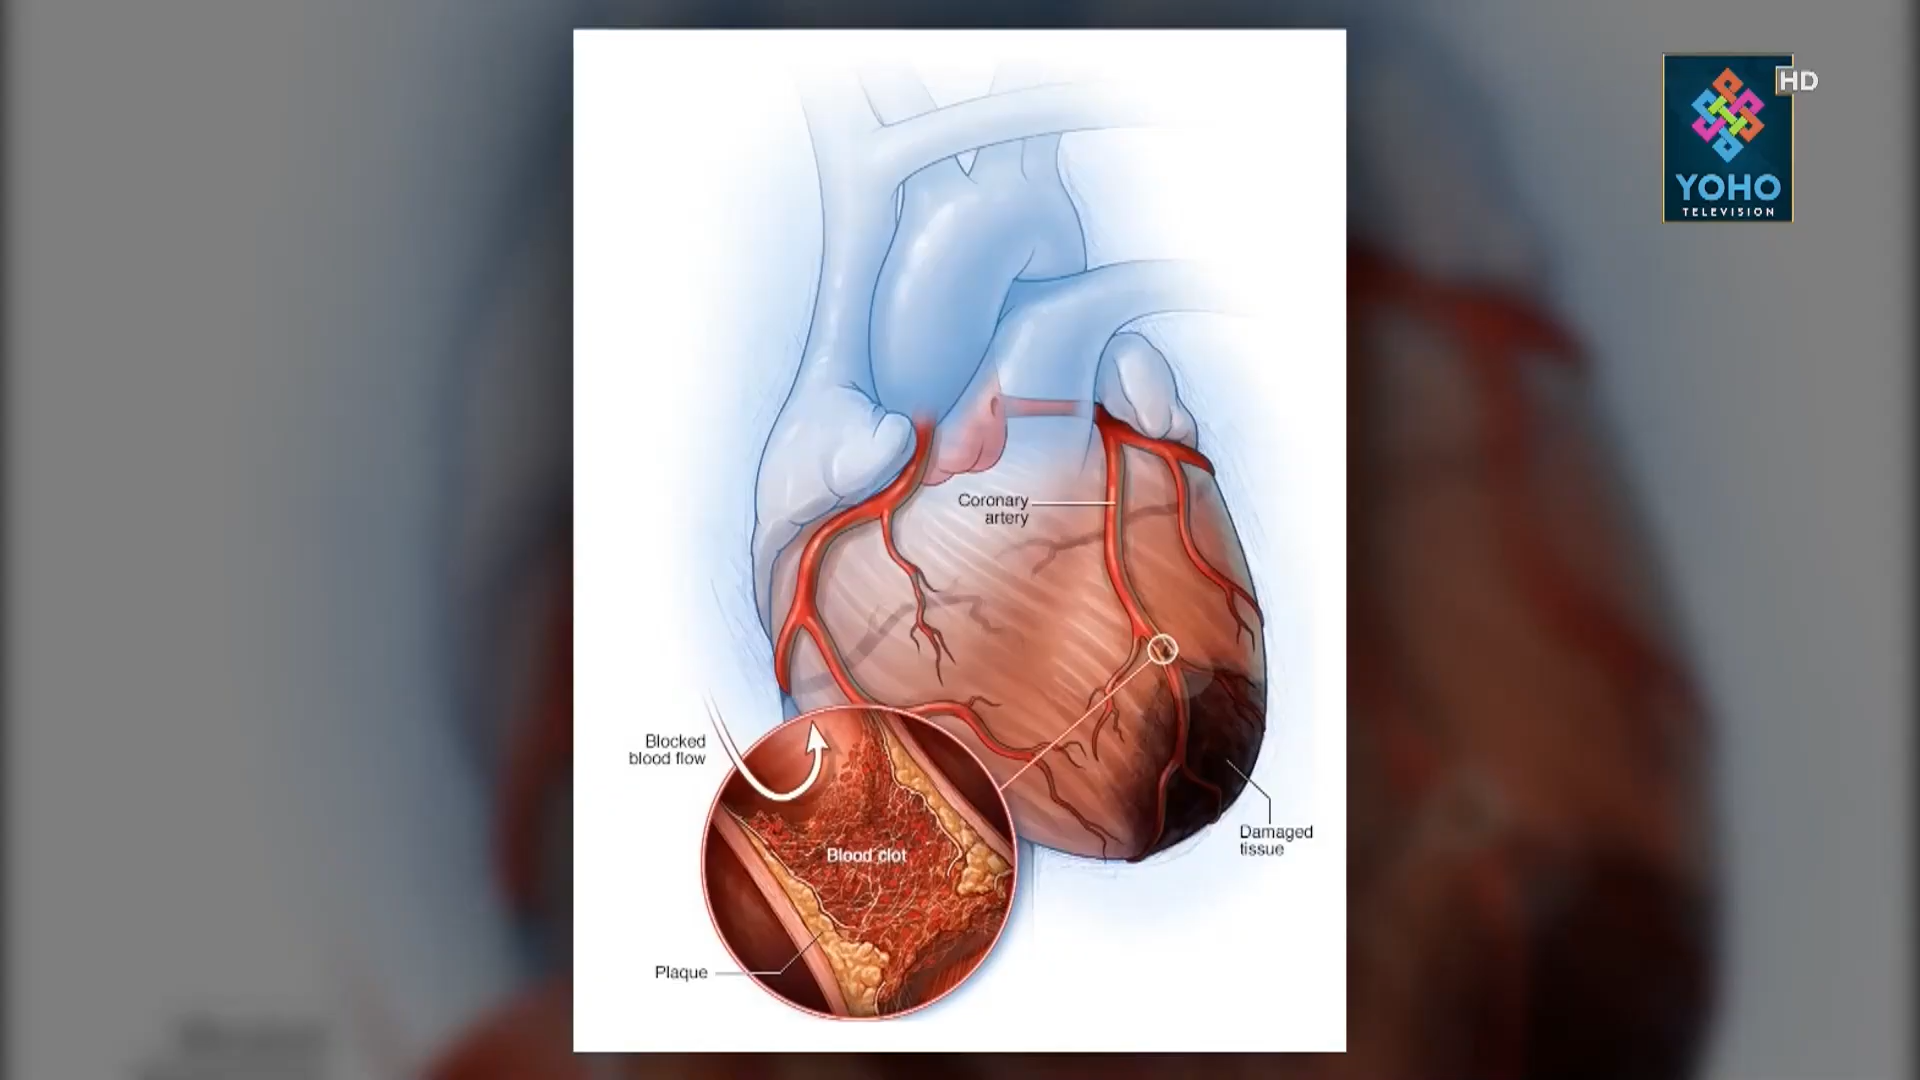 HD
YOHO
TELEVISION
Coronary
artery
Blocked
blood flow
Blood clot
Damaged
tissue
Plaque